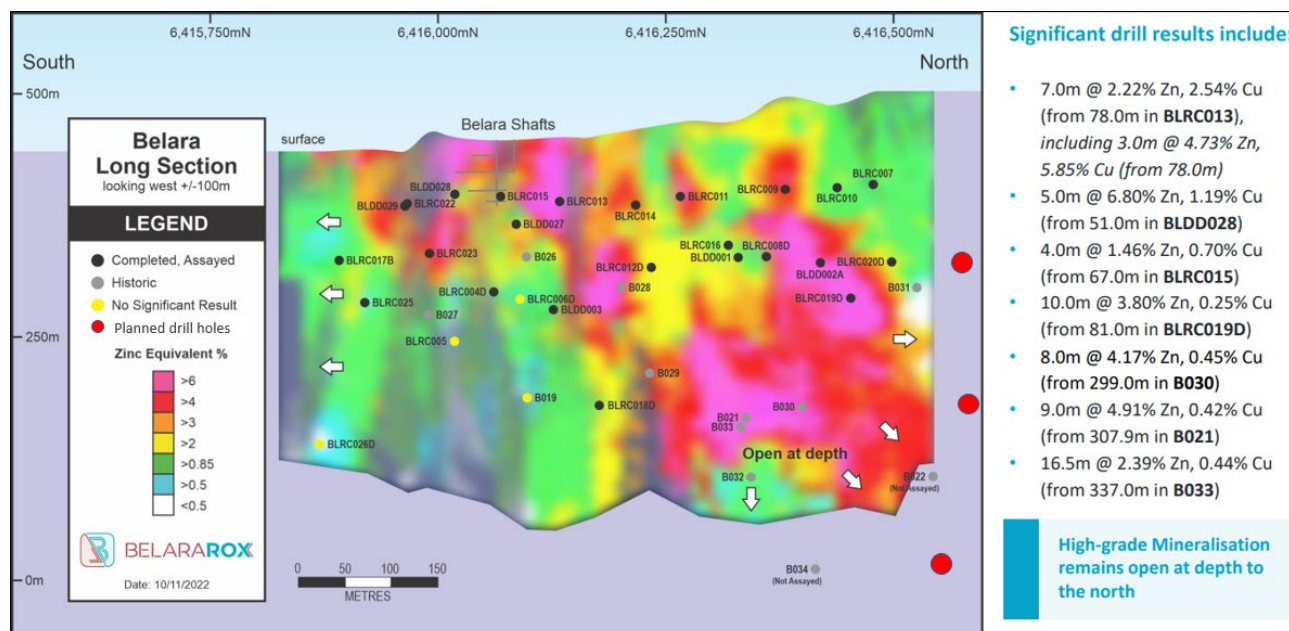 6,415,750mN
6,416,000mN
6,416,250mN
6,416,500mN
South
North
500m
250m
0m
surface
Belara Shafts
Belara
Long Section
looking west +/-100m
LEGEND
Completed, Assayed
Historic
No Significant Result
Planned drill holes
Zinc Equivalent %
>6
>4
>3
>2
>0.85
>0.5
<0.5
BELARAROX
Date: 10/11/2022
BLDD028
BLDD029
BLRC022
BLRC015
BLRC013
BLDD027
BLRC014
BLRC011
BLRC009
BLRC010
BLRC007
BLRC017B
BLRC023
B026
BLRC012D
BLRC016
BLDD001
BLRC008D
BLDD002A
BLRC020D
BLRC025
BLRC004D
B027
BLRC006D
BLDD003
B028
BLRC019D
B031
BLRC005
B029
B019
BLRC018D
B021
B033
B030
BLRC026D
Open at depth
B032
B022
(Not Assayed)
B034
(Not Assayed)
0 50 100 150
METRES
Significant drill results include:
• 7.0m @ 2.22% Zn, 2.54% Cu
(from 78.0m in BLRC013),
including 3.0m @ 4.73% Zn,
5.85% Cu (from 78.0m)
• 5.0m @ 6.80% Zn, 1.19% Cu
(from 51.0m in BLDD028)
• 4.0m @ 1.46% Zn, 0.70% Cu
(from 67.0m in BLRC015)
• 10.0m @ 3.80% Zn, 0.25% Cu
(from 81.0m in BLRC019D)
• 8.0m @ 4.17% Zn, 0.45% Cu
(from 299.0m in B030)
• 9.0m @ 4.91% Zn, 0.42% Cu
(from 307.9m in B021)
• 16.5m @ 2.39% Zn, 0.44% Cu
(from 337.0m in B033)
High-grade Mineralisation
remains open at depth to
the north